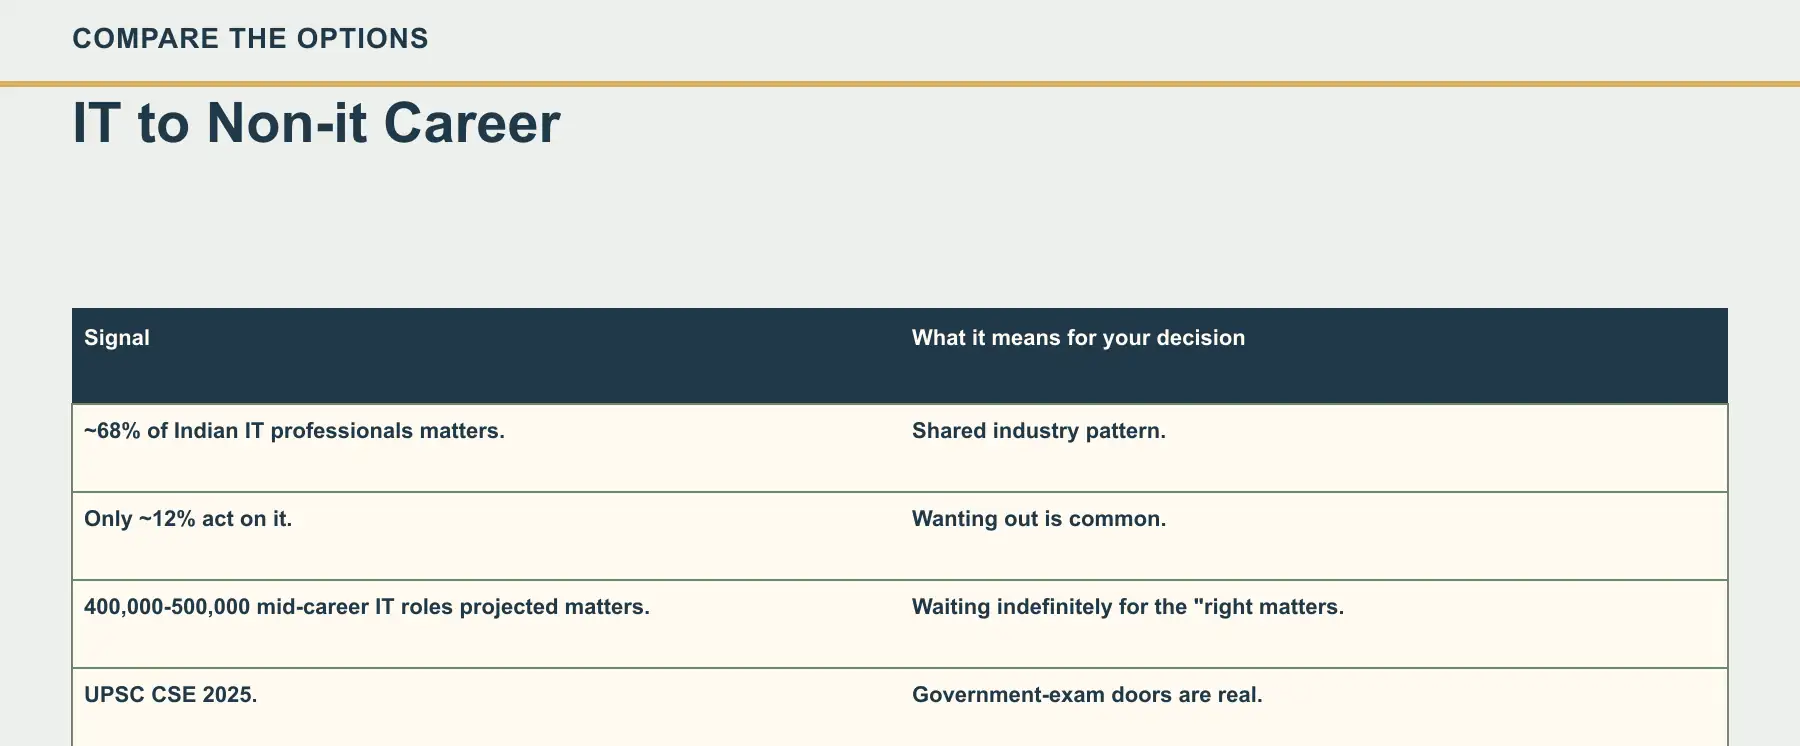 COMPARE THE OPTIONS
IT to Non-it Career
Signal
What it means for your decision
~68% of Indian IT professionals matters.
Shared industry pattern.
Only ~12% act on it.
Wanting out is common.
400,000-500,000 mid-career IT roles projected matters.
Waiting indefinitely for the "right matters.
UPSC CSE 2025.
Government-exam doors are real.